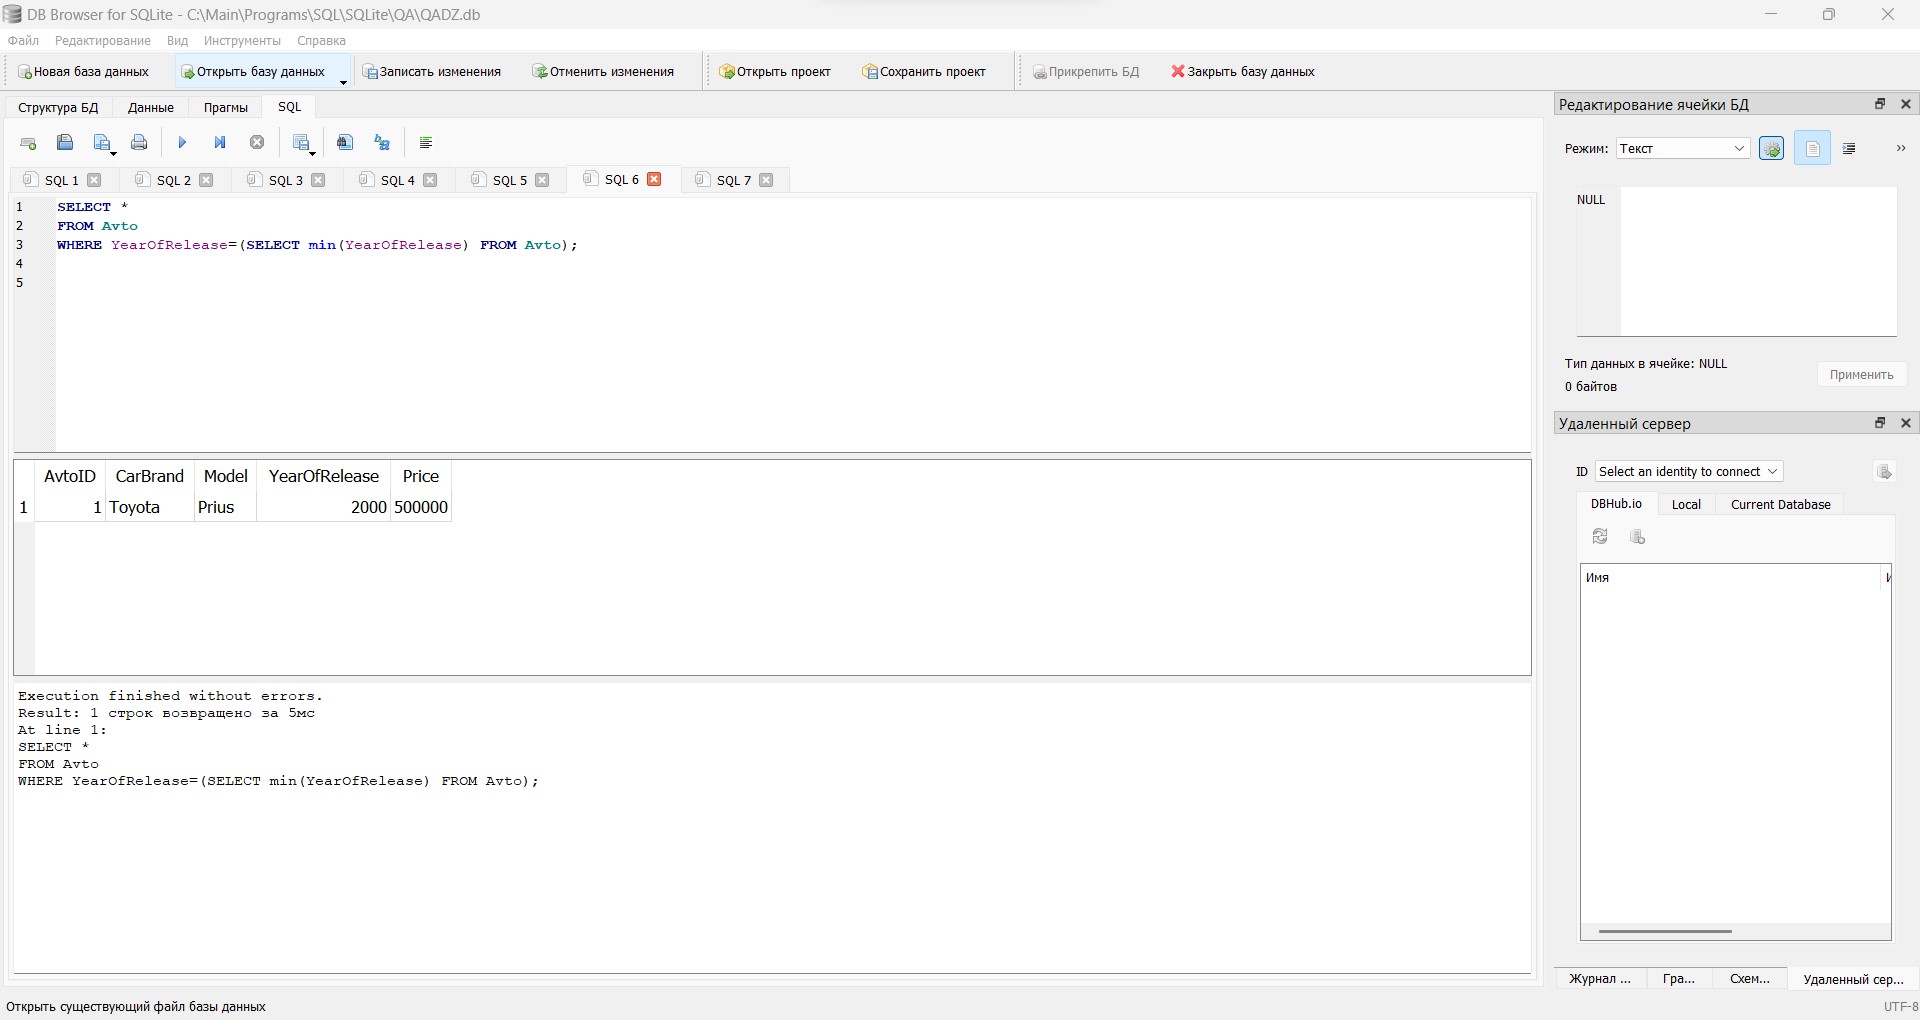 DB Browser for SQLite - C:\Main\Programs\SQL\SQLite\QA\QADZ.db
Файл Редактирование Вид Инструменты Справка
Новая база данных Открыть базу данных Записать изменения Отменить изменения Открыть проект Сохранить проект Прикрепить БД Закрыть базу данных
Структура БД Данные Прагмы SQL
SQL 1 SQL 2 SQL 3 SQL 4 SQL 5 SQL 6 SQL 7
1 SELECT *
2 FROM Avto
3 WHERE YearOfRelease=(SELECT min(YearOfRelease) FROM Avto);
4
5
AvtoID CarBrand Model YearOfRelease Price
1 1 Toyota Prius 2000 500000
Execution finished without errors.
Result: 1 строк возвращено за 5мс
At line 1:
SELECT *
FROM Avto
WHERE YearOfRelease=(SELECT min(YearOfRelease) FROM Avto);
Редактирование ячейки БД
Режим: Текст
NULL
Тип данных в ячейке: NULL
0 байтов
Применить
Удаленный сервер
ID Select an identity to connect
DBHub.io Local Current Database
Имя
Журнал ... Гра... Схем... Удаленный сер...
Открыть существующий файл базы данных
UTF-8